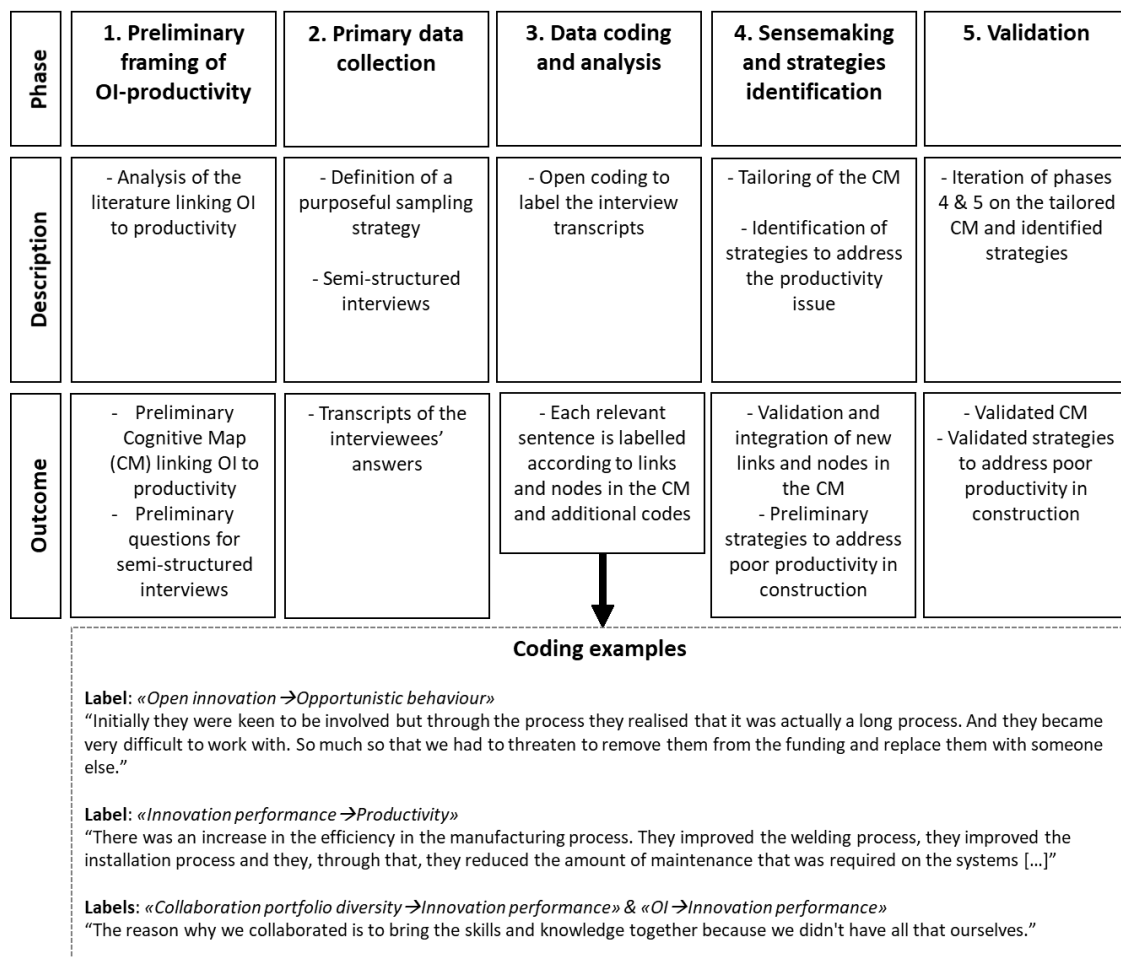 Phase
1. Preliminary
framing of
OI-productivity
2. Primary data
collection
3. Data coding
and analysis
4. Sensemaking
and strategies
identification
5. Validation
Description
- Analysis of the
literature linking OI
to productivity
- Definition of a
purposeful sampling
strategy
- Semi-structured
interviews
- Open coding to
label the interview
transcripts
- Tailoring of the CM
- Identification of
strategies to address
the productivity
issue
- Iteration of phases
4 & 5 on the tailored
CM and identified
strategies
Outcome
- Preliminary
Cognitive Map
(CM) linking OI to
productivity
- Preliminary
questions for
semi-structured
interviews
- Transcripts of the
interviewees’
answers
- Each relevant
sentence is labelled
according to links
and nodes in the CM
and additional codes
- Validation and
integration of new
links and nodes in
the CM
- Preliminary
strategies to address
poor productivity in
construction
- Validated CM
- Validated strategies
to address poor
productivity in
construction
Coding examples
Label: «Open innovation→Opportunistic behaviour»
“Initially they were keen to be involved but through the process they realised that it was actually a long process. And they became
very difficult to work with. So much so that we had to threaten to remove them from the funding and replace them with someone
else.”
Label: «Innovation performance→Productivity»
“There was an increase in the efficiency in the manufacturing process. They improved the welding process, they improved the
installation process and they, through that, they reduced the amount of maintenance that was required on the systems […]”
Labels: «Collaboration portfolio diversity→Innovation performance» & «OI→Innovation performance»
“The reason why we collaborated is to bring the skills and knowledge together because we didn't have all that ourselves.”